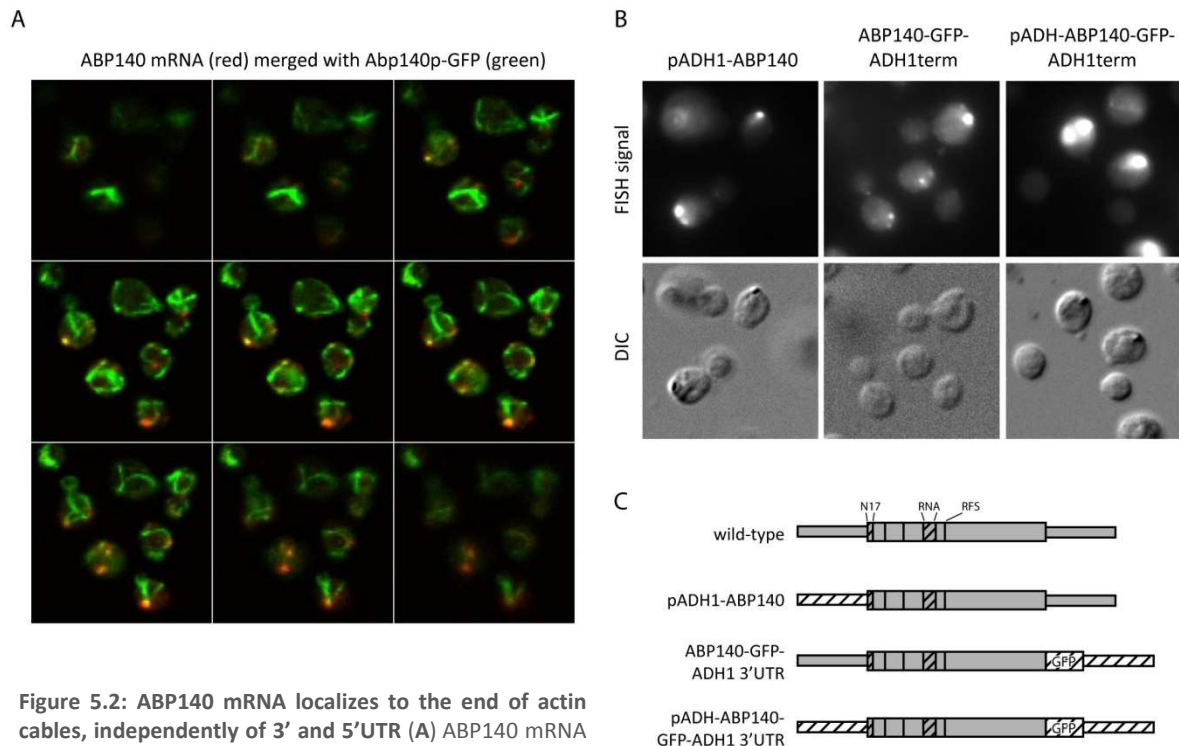 A
ABP140 mRNA (red) merged with Abp140p-GFP (green)
B
pADH1-ABP140
ABP140-GFP-
ADH1term
pADH-ABP140-GFP-
ADH1term
FISH signal
DIC
C
N17 RNA RFS
wild-type
pADH1-ABP140
ABP140-GFP-
ADH1 3'UTR
GFP
pADH-ABP140-
GFP-ADH1 3'UTR
GFP
Figure 5.2: ABP140 mRNA localizes to the end of actin
cables, independently of 3' and 5'UTR (A) ABP140 mRNA